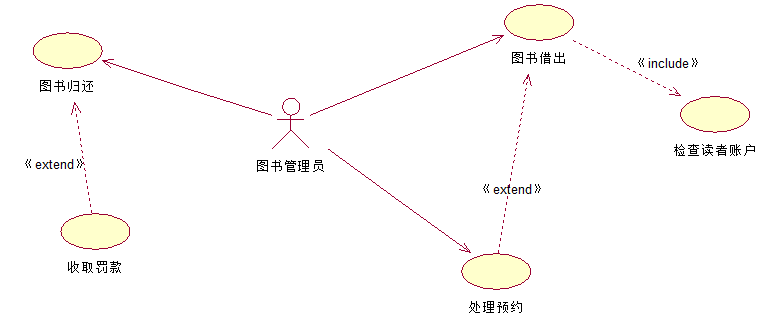 图书借出
《include》
图书归还
检查读者账户
《extend》
图书管理员
《extend》
收取罚款
处理预约